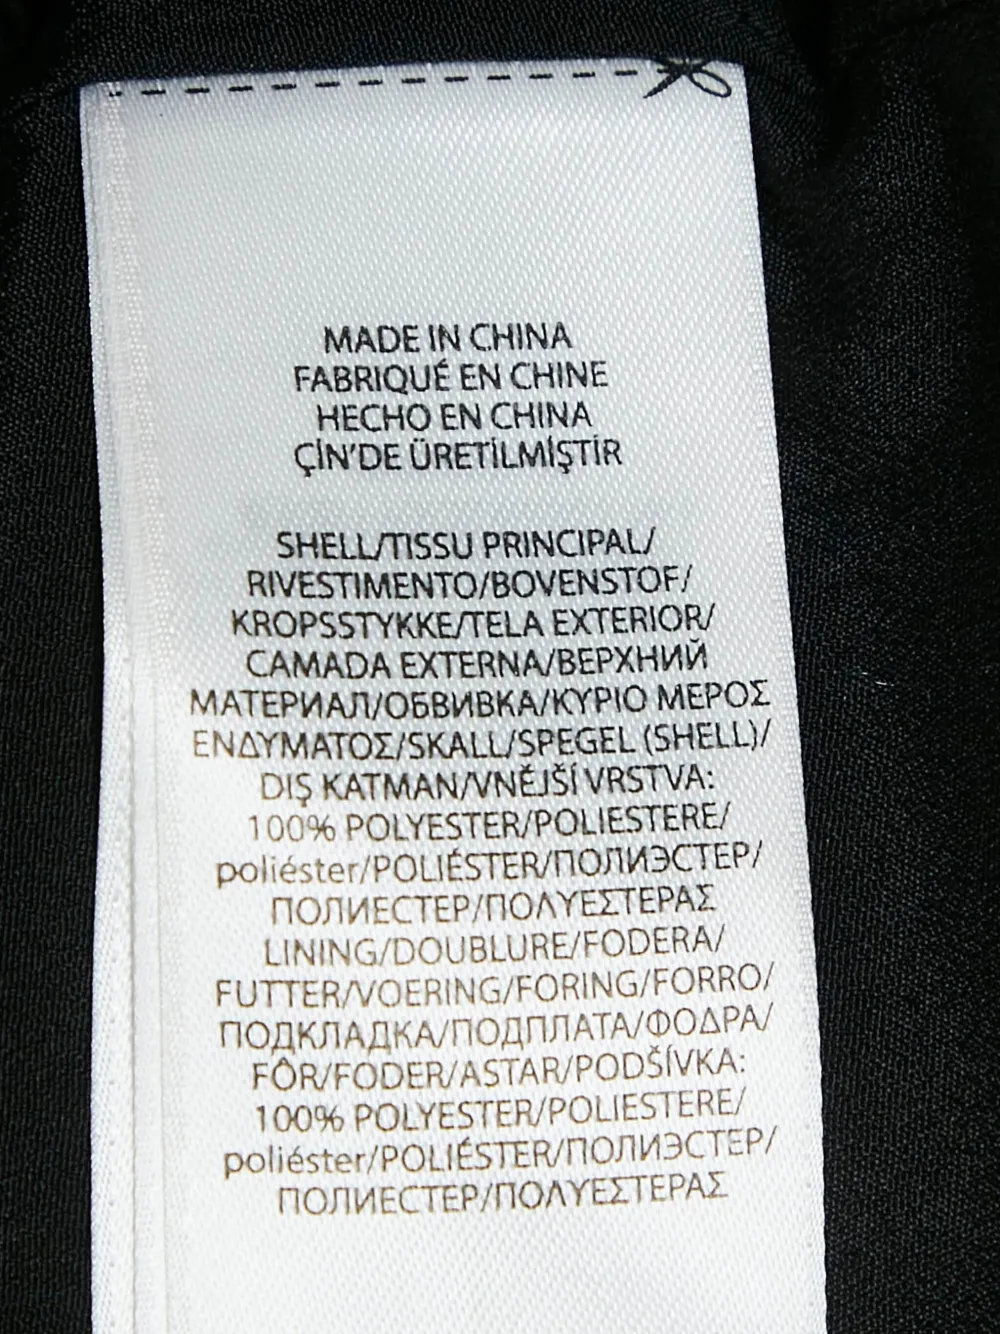 MADE IN CHINA
FABRIQUÉ EN CHINE
HECHO EN CHINA
ÇİN'DE ÜRETİLMİŞTİR
SHELL/TISSU PRINCIPAL/
RIVESTIMENTO/BOVENSTOF/
KROPSSTYKKE/TELA EXTERIOR/
CAMADA EXTERNA/ВЕРХНИЙ
МАТЕРИАЛ/ОБВИВКА/ΚΥΡΙΟ ΜΕΡΟΣ
ΕΝΔΥΜΑΤΟΣ/SKALL/SPEGEL (SHELL)/
DIŞ KATMAN/VNĚJŠÍ VRSTVA:
100% POLYESTER/POLIESTERE/
poliéster/POLIÉSTER/ПОЛИЭСТЕР/
ПОЛИЕСТЕР/ΠΟΛΥΕΣΤΕΡΑΣ
LINING/DOUBLURE/FODERA/
FUTTER/VOERING/FORING/FORRO/
ПОДКЛАДКА/ПОДПЛАТА/ΦΟΔΡΑ/
FÔR/FODER/ASTAR/PODŠÍVKA:
100% POLYESTER/POLIESTERE/
poliéster/POLIÉSTER/ПОЛИЭСТЕР/
ПОЛИЕСТЕР/ΠΟΛΥΕΣΤΕΡΑΣ